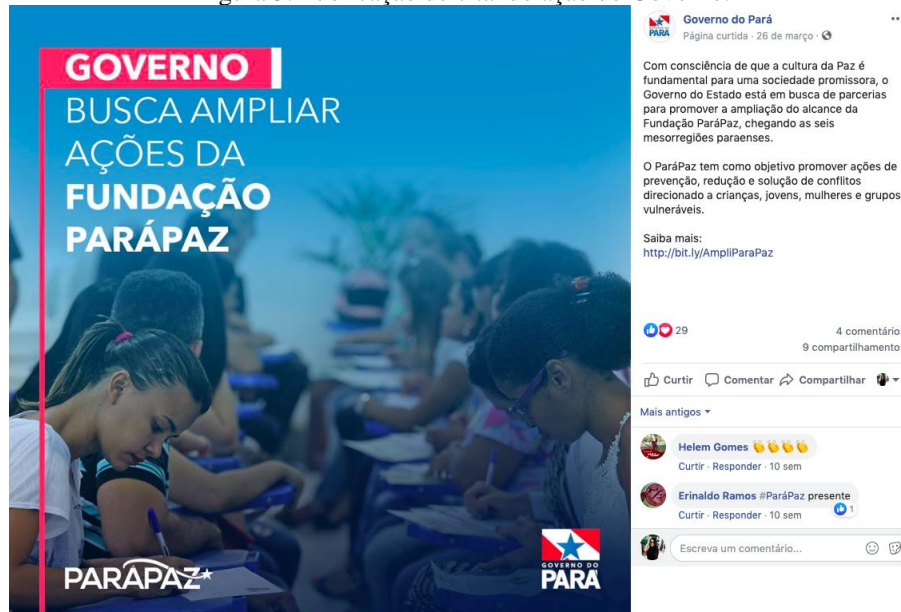 GOVERNO
BUSCA AMPLIAR
AÇÕES DA
FUNDAÇÃO
PARÁPAZ
PARÁPAZ
GOVERNO DO
PARÁ
PARÁ
Governo do Pará
Página curtida · 26 de março ·
Com consciência de que a cultura da Paz é
fundamental para uma sociedade promissora, o
Governo do Estado está em busca de parcerias
para promover a ampliação do alcance da
Fundação ParáPaz, chegando as seis
mesorregiões paraenses.
O ParáPaz tem como objetivo promover ações de
prevenção, redução e solução de conflitos
direcionado a crianças, jovens, mulheres e grupos
vulneráveis.
Saiba mais:
http://bit.ly/AmpliParaPaz
29
4 comentário
9 compartilhamento
Curtir Comentar Compartilhar
Mais antigos
Helem Gomes 👏👏👏👏
Curtir · Responder · 10 sem
Erinaldo Ramos #ParáPaz presente
1
Curtir · Responder · 10 sem
Escreva um comentário...